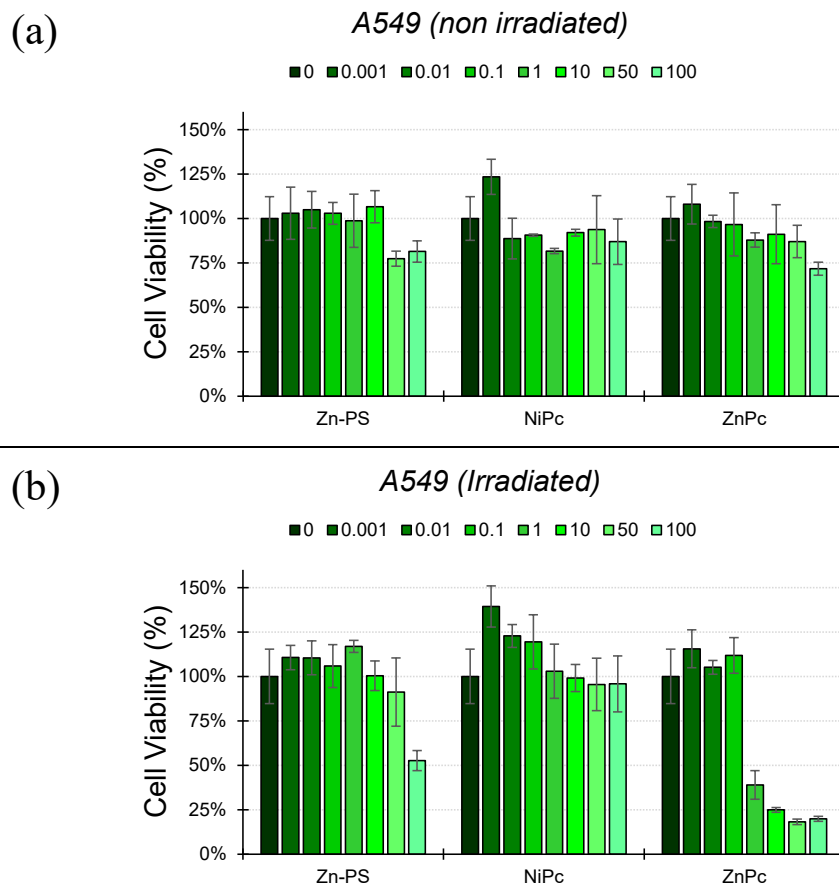 (a)
A549 (non irradiated)
0 0.001 0.01 0.1 1 10 50 100
Cell Viability (%)
150%
125%
100%
75%
50%
25%
0%
Zn-PS NiPc ZnPc
(b)
A549 (Irradiated)
0 0.001 0.01 0.1 1 10 50 100
Cell Viability (%)
150%
125%
100%
75%
50%
25%
0%
Zn-PS NiPc ZnPc